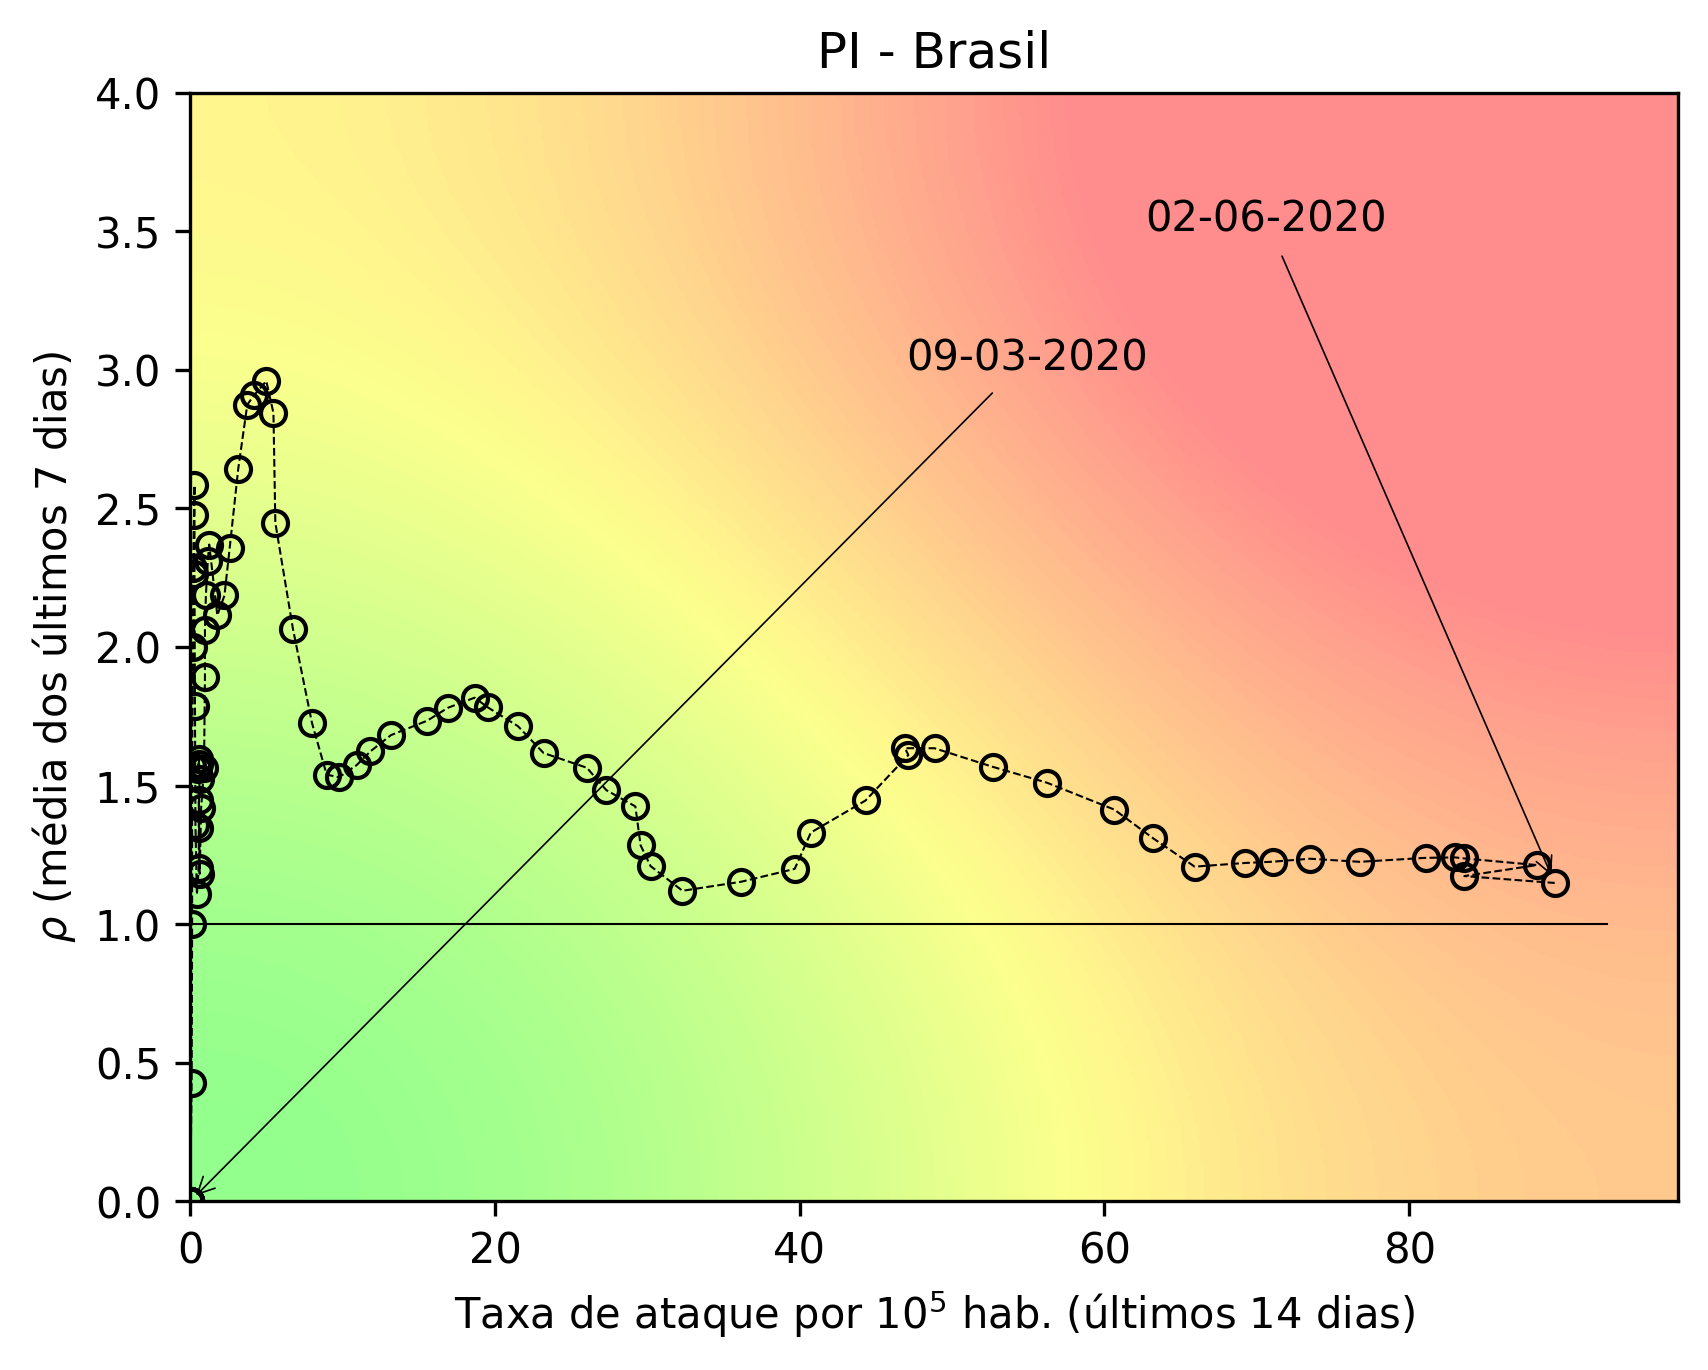 PI - Brasil
4.0
3.5
3.0
2.5
2.0
1.5
1.0
0.5
0.0
ρ (média dos últimos 7 dias)
02-06-2020
09-03-2020
0 20 40 60 80
Taxa de ataque por 10⁵ hab. (últimos 14 dias)